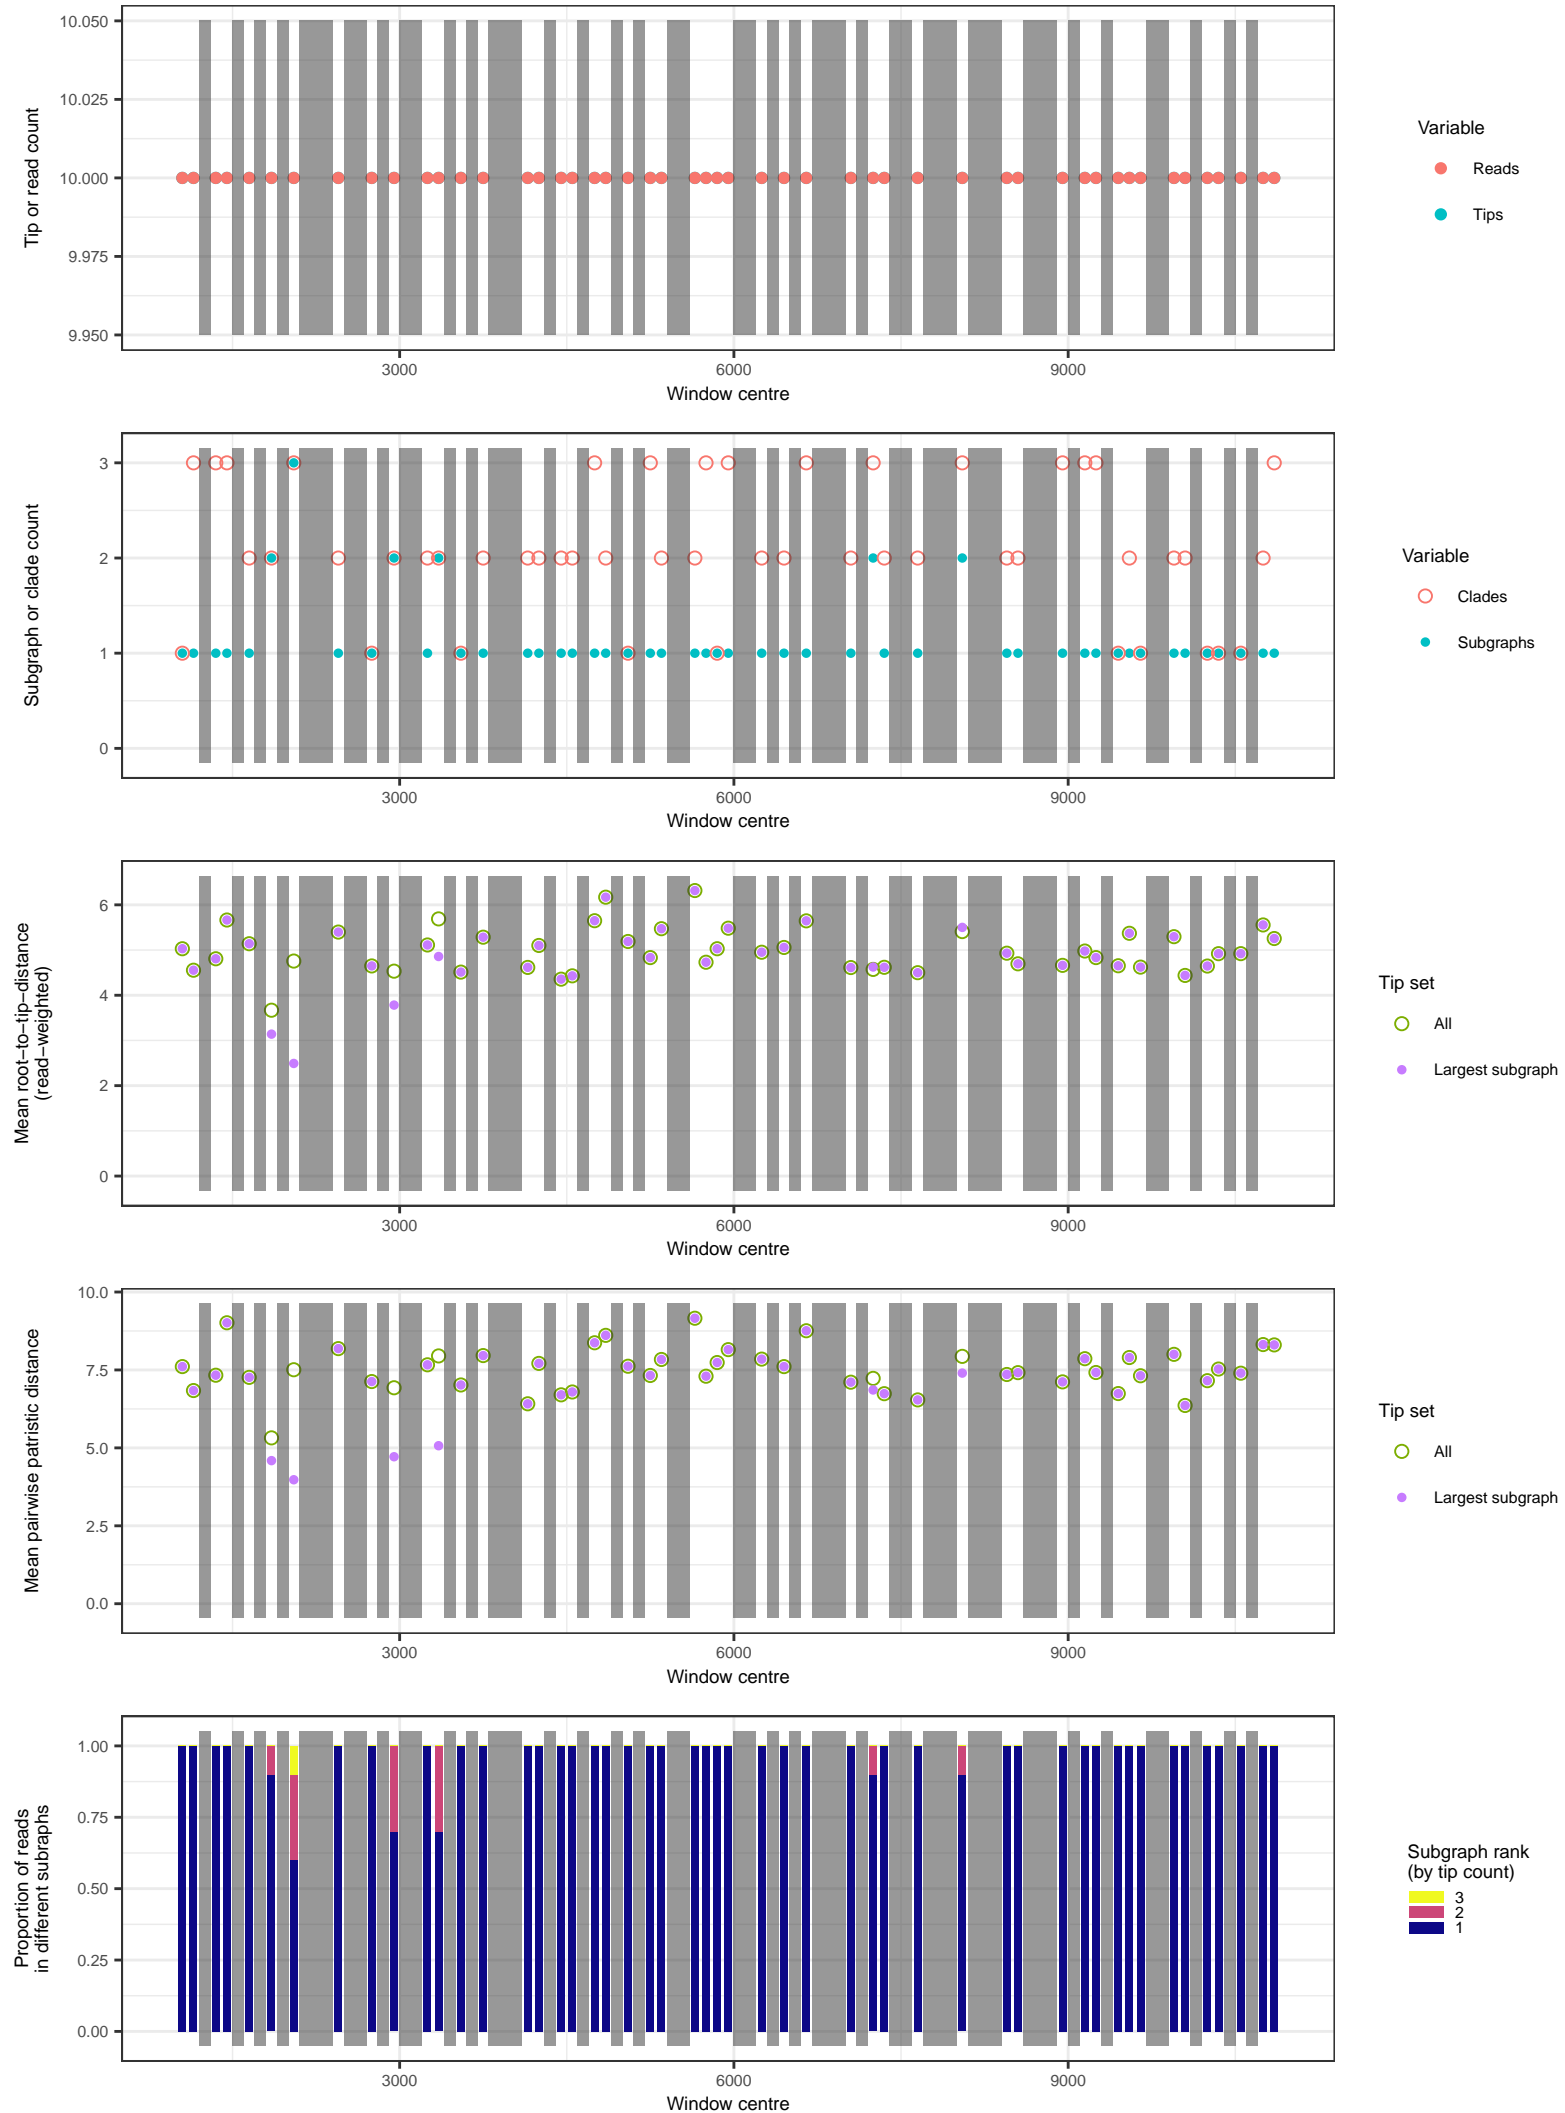 10.050
10.025
10.000
9.975
9.950
Tip or read count
3000
6000
9000
Window centre
Variable
Reads
Tips
3
2
1
0
Subgraph or clade count
3000
6000
9000
Window centre
Variable
Clades
Subgraphs
6
4
2
0
Mean root−to−tip−distance
(read−weighted)
3000
6000
9000
Window centre
Tip set
All
Largest subgraph
10.0
7.5
5.0
2.5
0.0
Mean pairwise patristic distance
3000
6000
9000
Window centre
Tip set
All
Largest subgraph
1.00
0.75
0.50
0.25
0.00
Proportion of reads
in different subraphs
3000
6000
9000
Window centre
Subgraph rank
(by tip count)
3
2
1